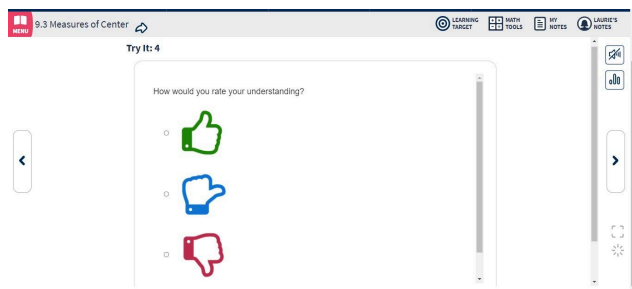 MENU
9.3 Measures of Center
LEARNING TARGET
MATH TOOLS
MY NOTES
LAURIE'S NOTES
Try It: 4
How would you rate your understanding?